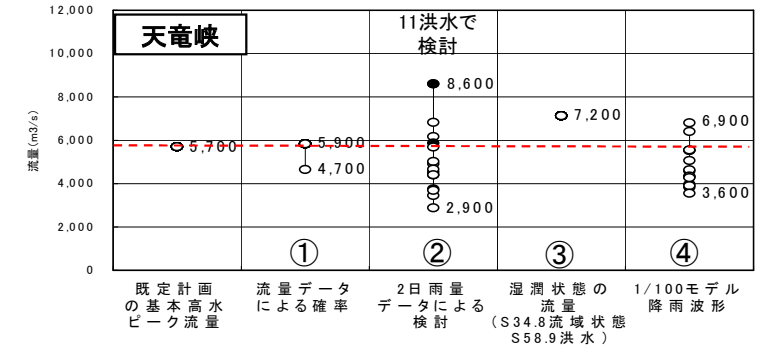 12,000
10,000
8,000
6,000
4,000
2,000
0
流量(m3/s)
天竜峡
11洪水で
検討
5,700
5,900
4,700
8,600
2,900
7,200
6,900
3,600
①
②
③
④
既定計画
の基本高水
ピーク流量
流量データ
による確率
2日雨量
データによる
検討
湿潤状態の
流量
(S34.8流域状態
S58.9洪水)
1/100モデル
降雨波形